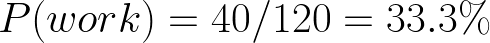 P(work) = 40/120 = 33.3%